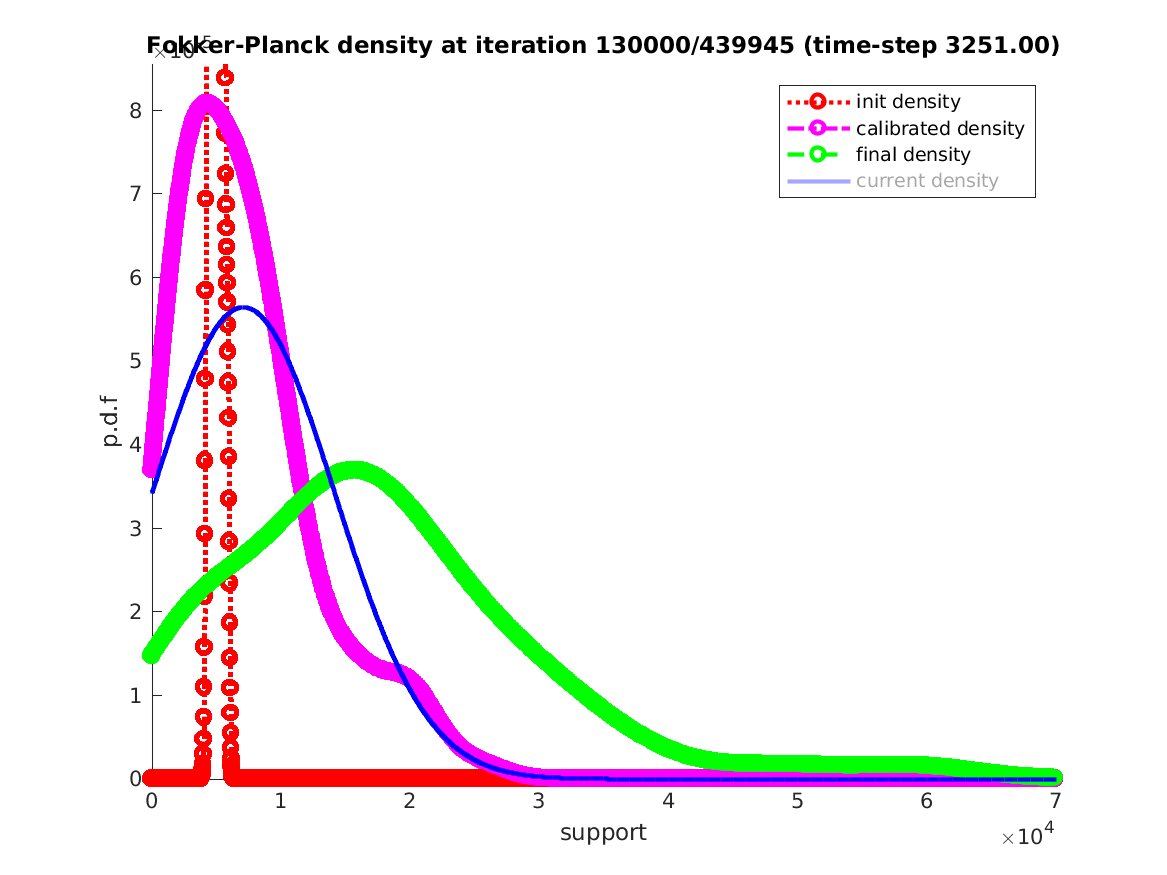 Fokker-Planck density at iteration 130000/439945 (time-step 3251.00)
×10-5
init density
calibrated density
final density
current density
8
7
6
5
4
3
2
1
0
p.d.f
0 1 2 3 4 5 6 7
support
×10^4